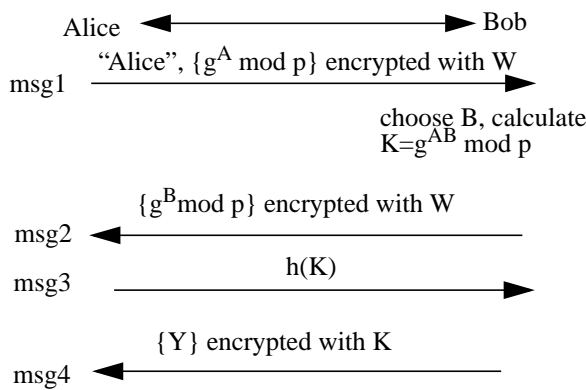 Alice Bob
“Alice”, {g^A mod p} encrypted with W
msg1
choose B, calculate
K=g^AB mod p
{g^B mod p} encrypted with W
msg2
h(K)
msg3
{Y} encrypted with K
msg4